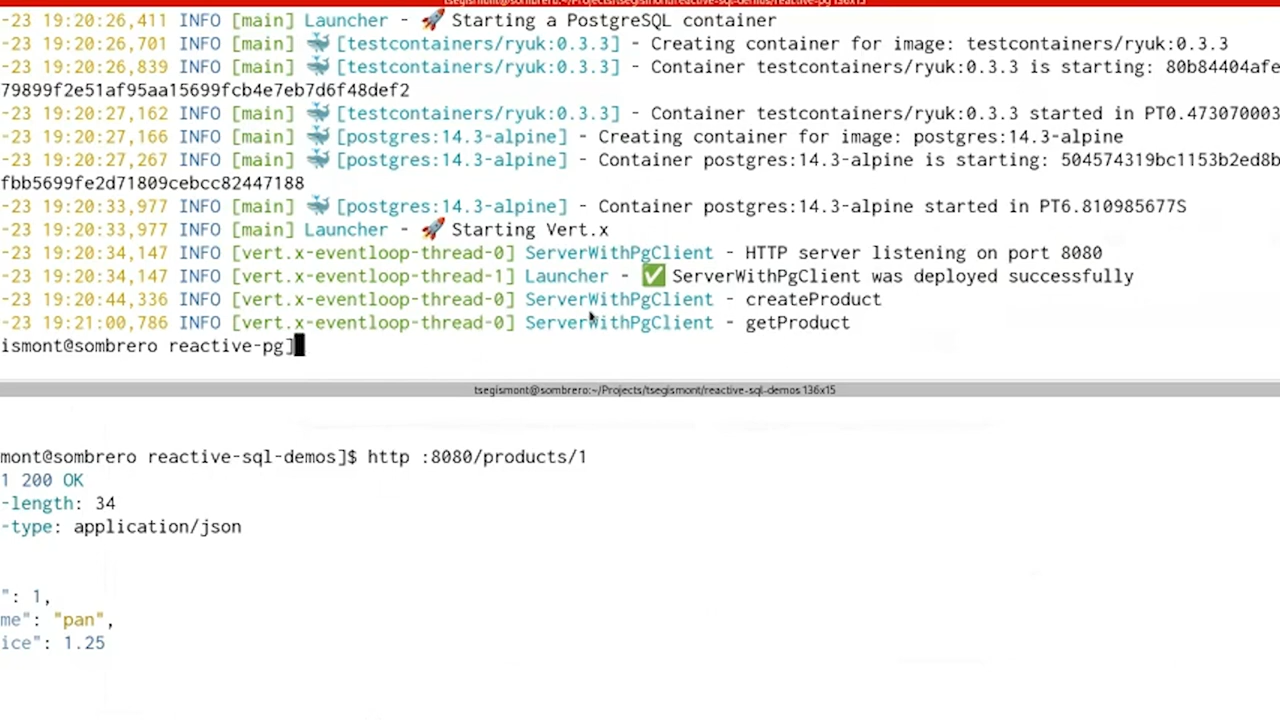 -23 19:20:26,411 INFO [main] Launcher - 🚀 Starting a PostgreSQL container
-23 19:20:26,701 INFO [main] 🐳 [testcontainers/ryuk:0.3.3] - Creating container for image: testcontainers/ryuk:0.3.3
-23 19:20:26,839 INFO [main] 🐳 [testcontainers/ryuk:0.3.3] - Container testcontainers/ryuk:0.3.3 is starting: 80b84404afe
79899f2e51af95aa15699fcb4e7eb7d6f48def2
-23 19:20:27,162 INFO [main] 🐳 [testcontainers/ryuk:0.3.3] - Container testcontainers/ryuk:0.3.3 started in PT0.473070003
-23 19:20:27,166 INFO [main] 🐳 [postgres:14.3-alpine] - Creating container for image: postgres:14.3-alpine
-23 19:20:27,267 INFO [main] 🐳 [postgres:14.3-alpine] - Container postgres:14.3-alpine is starting: 504574319bc1153b2ed8b
fbb5699fe2d71809cebcc82447188
-23 19:20:33,977 INFO [main] 🐳 [postgres:14.3-alpine] - Container postgres:14.3-alpine started in PT6.810985677S
-23 19:20:33,977 INFO [main] Launcher - 🚀 Starting Vert.x
-23 19:20:34,147 INFO [vert.x-eventloop-thread-0] ServerWithPgClient - HTTP server listening on port 8080
-23 19:20:34,147 INFO [vert.x-eventloop-thread-1] Launcher - ✅ ServerWithPgClient was deployed successfully
-23 19:20:44,336 INFO [vert.x-eventloop-thread-0] ServerWithPgClient - createProduct
-23 19:21:00,786 INFO [vert.x-eventloop-thread-0] ServerWithPgClient - getProduct
ismont@sombrero reactive-pg]
tsegismont@sombrero:~/Projects/tsegismont/reactive-sql-demos 136x15
mont@sombrero reactive-sql-demos]$ http :8080/products/1
1 200 OK
-length: 34
-type: application/json
": 1,
me": "pan",
ice": 1.25